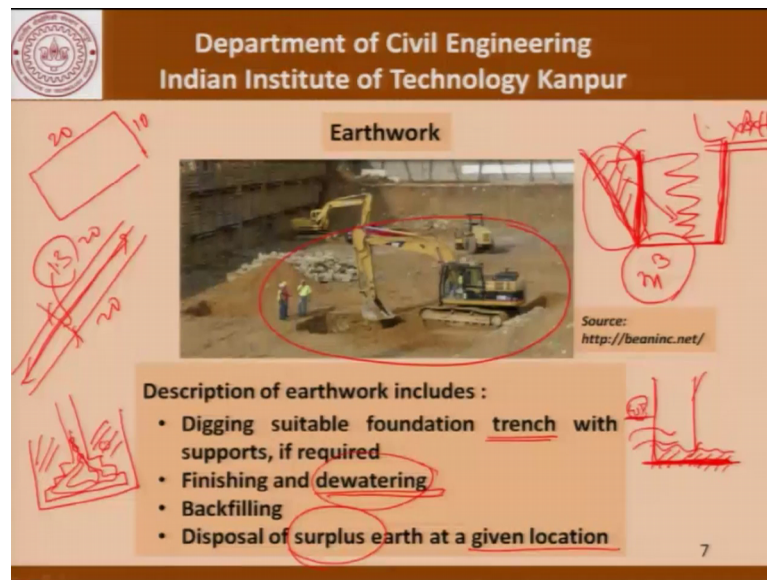 Department of Civil Engineering
Indian Institute of Technology Kanpur
Earthwork
20
10
20
1.5
20
m3
Source:
http://beaninc.net/
Description of earthwork includes :
• Digging suitable foundation trench with
supports, if required
• Finishing and dewatering
• Backfilling
• Disposal of surplus earth at a given location
7